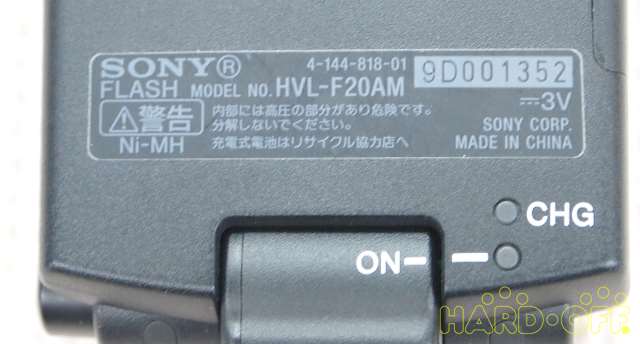 SONY® 4-144-818-01 9D001352
FLASH MODEL NO. HVL-F20AM ⎓3V
⚠警告 内部には高圧の部分があり危険です。 SONY CORP.
分解しないでください。
Ni-MH 充電式電池はリサイクル協力店へ MADE IN CHINA
CHG
ON
HARD-OFF